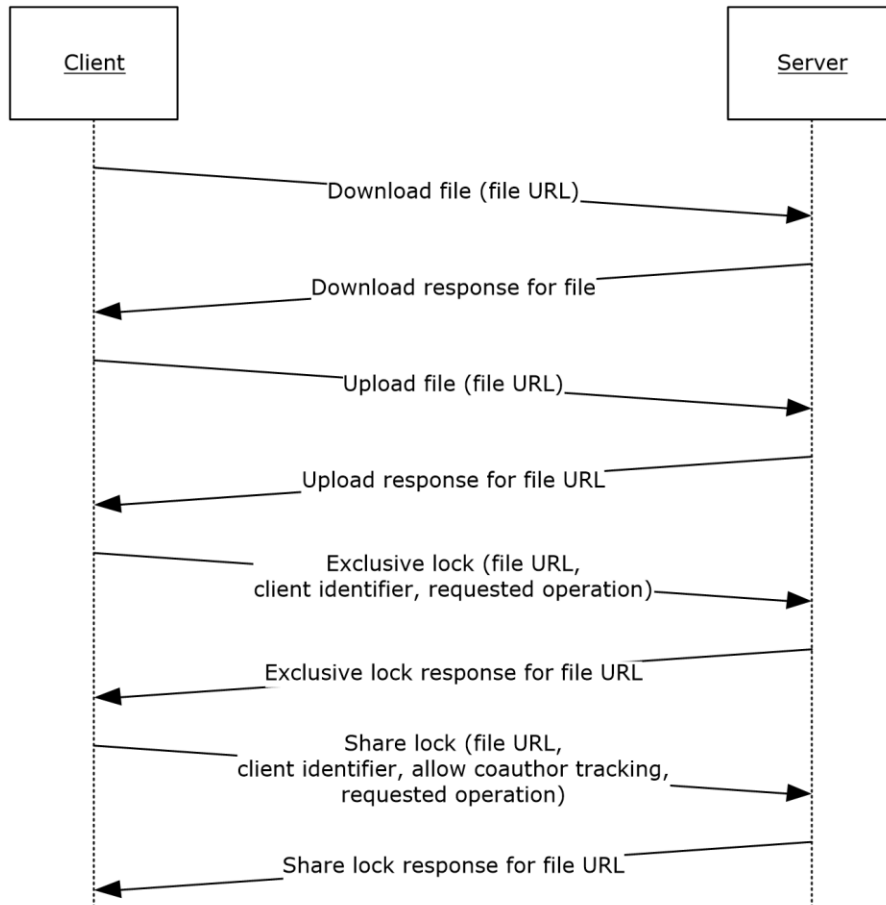 Client
Server
Download file (file URL)
Download response for file
Upload file (file URL)
Upload response for file URL
Exclusive lock (file URL,
client identifier, requested operation)
Exclusive lock response for file URL
Share lock (file URL,
client identifier, allow coauthor tracking,
requested operation)
Share lock response for file URL